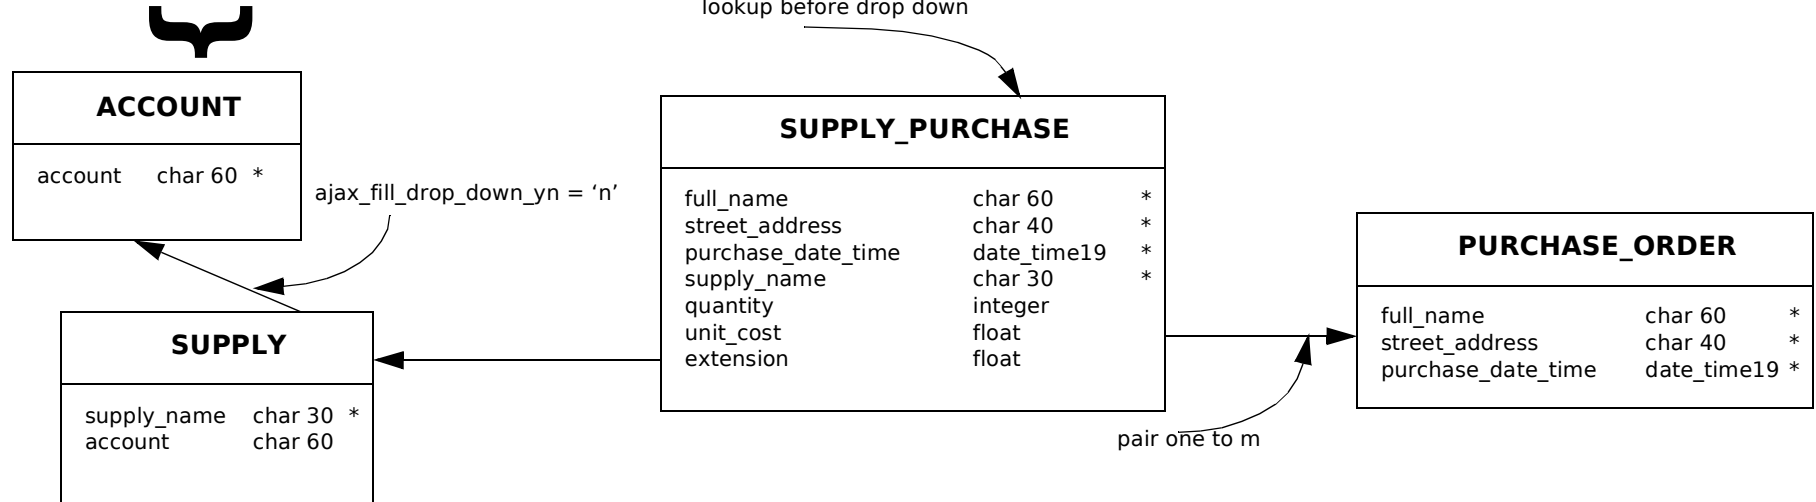 lookup before drop down
ACCOUNT
account char 60 *
ajax_fill_drop_down_yn = ‘n’
SUPPLY
supply_name char 30 *
account char 60
SUPPLY_PURCHASE
full_name char 60 *
street_address char 40 *
purchase_date_time date_time19 *
supply_name char 30 *
quantity integer
unit_cost float
extension float
pair one to m
PURCHASE_ORDER
full_name char 60 *
street_address char 40 *
purchase_date_time date_time19 *